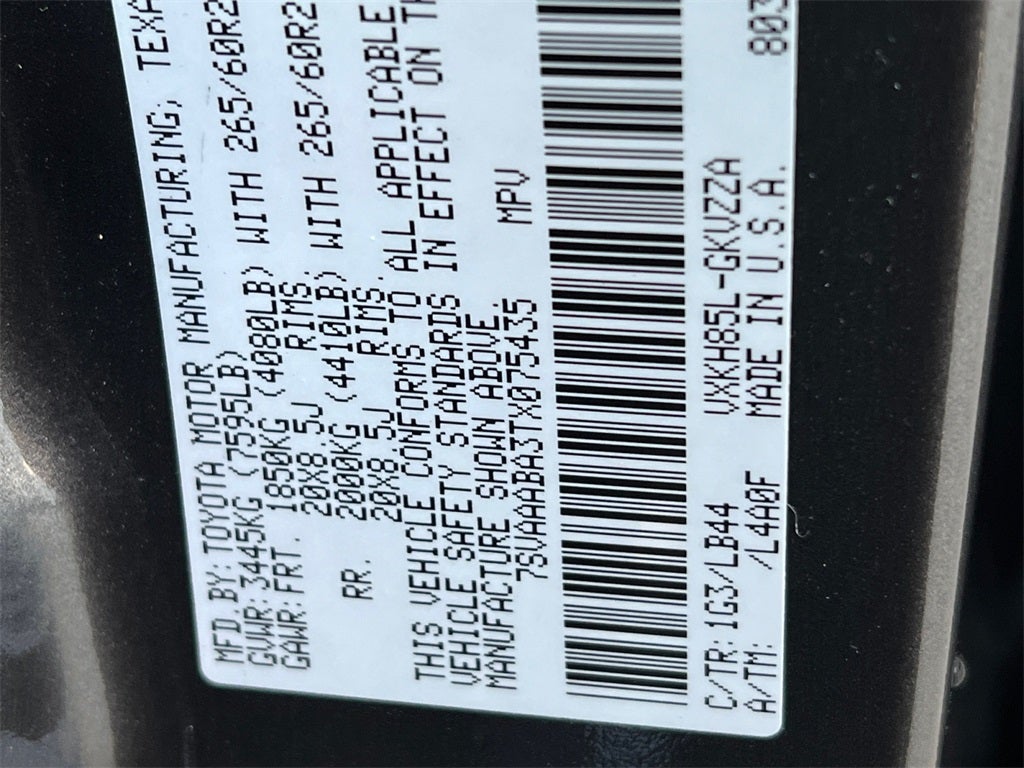 MFD. BY: TOYOTA MOTOR MANUFACTURING, TEXA
GVWR: 3445KG (7595LB)
GAWR: FRT. 1850KG (4080LB) WITH 265/60R2
20X8.5J RIMS,
RR. 2000KG (4410LB) WITH 265/60R2
20X8.5J RIMS.
THIS VEHICLE CONFORMS TO ALL APPLICABLE
VEHICLE SAFETY STANDARDS IN EFFECT ON TH
MANUFACTURE SHOWN ABOVE.
7SVAAABA3TX075435 MPV
C/TR: 1G3/LB44 VXKH85L-GKVZZA
A/TM: /L4A0F MADE IN U.S.A. 803